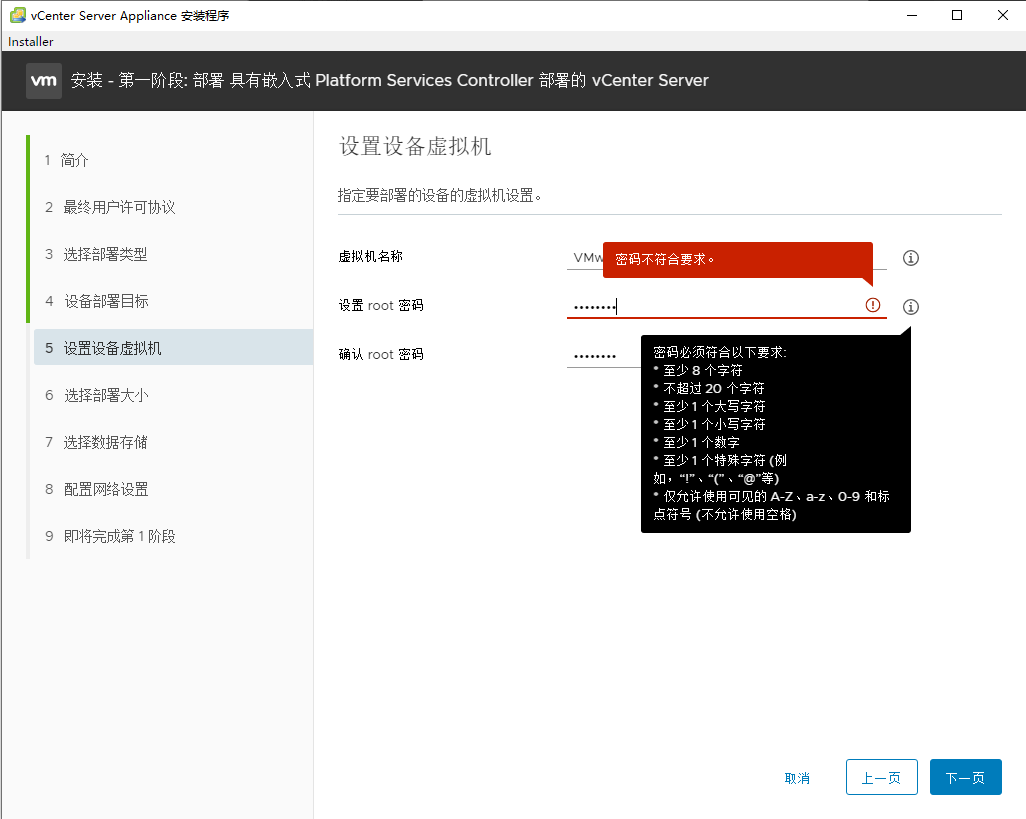 vCenter Server Appliance 安装程序
Installer
vm 安装 - 第一阶段: 部署 具有嵌入式 Platform Services Controller 部署的 vCenter Server
1 简介
2 最终用户许可协议
3 选择部署类型
4 设备部署目标
5 设置设备虚拟机
6 选择部署大小
7 选择数据存储
8 配置网络设置
9 即将完成第 1 阶段
设置设备虚拟机
指定要部署的设备的虚拟机设置。
虚拟机名称 VMw
密码不符合要求。
设置 root 密码 ••••••••
确认 root 密码 ••••••••
密码必须符合以下要求:
* 至少 8 个字符
* 不超过 20 个字符
* 至少 1 个大写字符
* 至少 1 个小写字符
* 至少 1 个数字
* 至少 1 个特殊字符 (例
如，“!”、“(”、“@”等)
* 仅允许使用可见的 A-Z、a-z、0-9 和标
点符号 (不允许使用空格)
取消 上一页 下一页